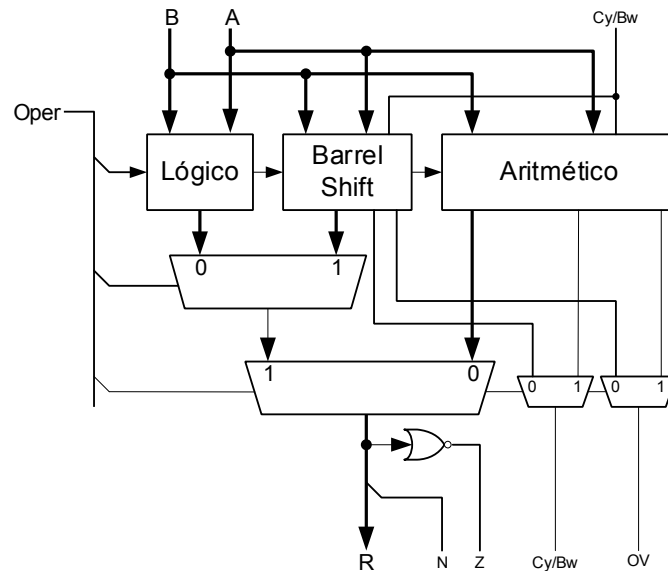 B A Cy/Bw
Oper
Lógico
Barrel
Shift
Aritmético
0 1
1 0
0 1
0 1
R N Z Cy/Bw OV